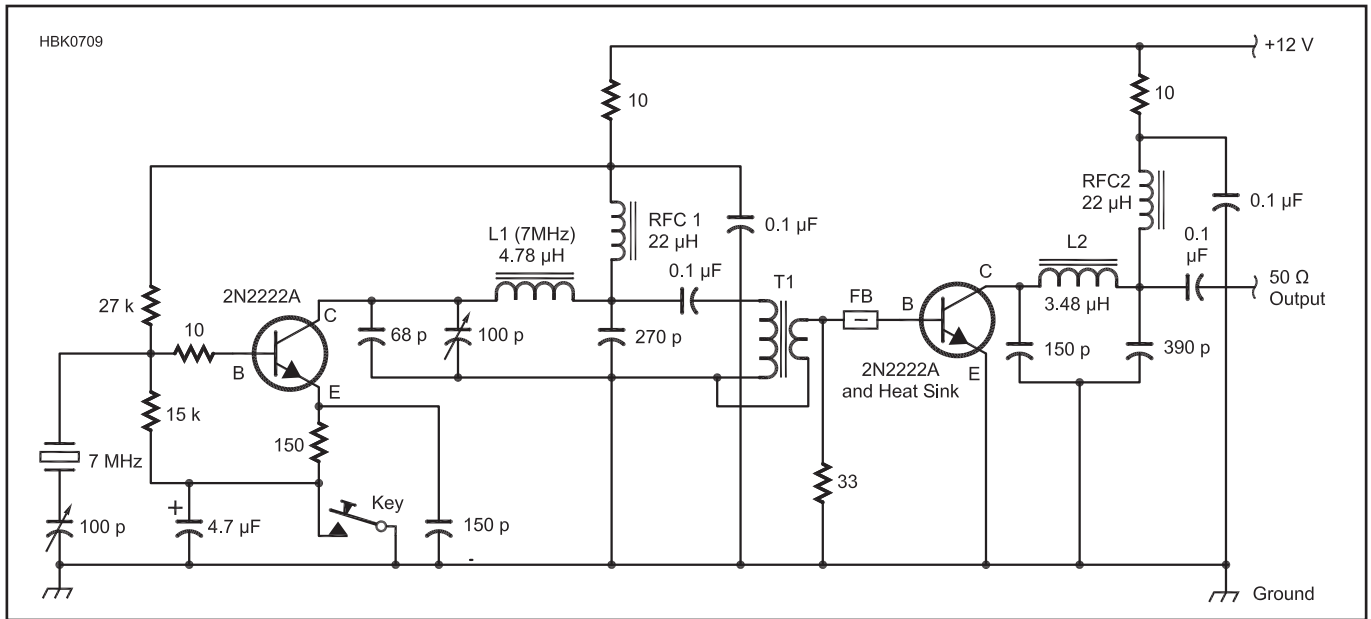 HBK0709
+12 V
10
10
RFC 1
22 µH
0.1 µF
RFC2
22 µH
0.1 µF
L1 (7MHz)
4.78 µH
0.1 µF
T1
L2
3.48 µH
0.1
µF
50 Ω
Output
27 k
2N2222A
10
B
C
E
68 p
100 p
270 p
FB
B
C
E
2N2222A
and Heat Sink
150 p
390 p
15 k
150
7 MHz
100 p
+
4.7 µF
Key
150 p
33
Ground